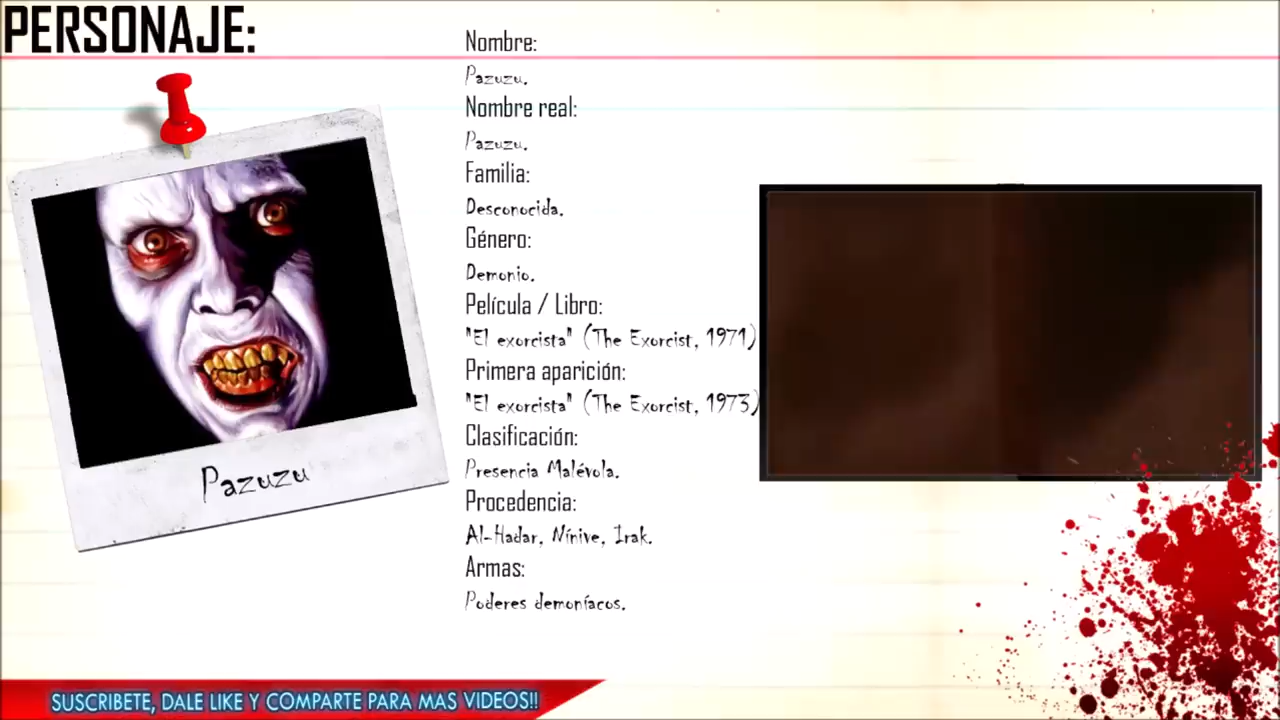 PERSONAJE:
Nombre:
Pazuzu.
Nombre real:
Pazuzu.
Familia:
Desconocida.
Género:
Demonio.
Película / Libro:
"El exorcista" (The Exorcist, 1971)
Primera aparición:
"El exorcista" (The Exorcist, 1973)
Clasificación:
Presencia Malévola.
Procedencia:
Al-Hadar, Nínive, Irak.
Armas:
Poderes demoníacos.
Pazuzu
SUSCRIBETE, DALE LIKE Y COMPARTE PARA MAS VIDEOS!!